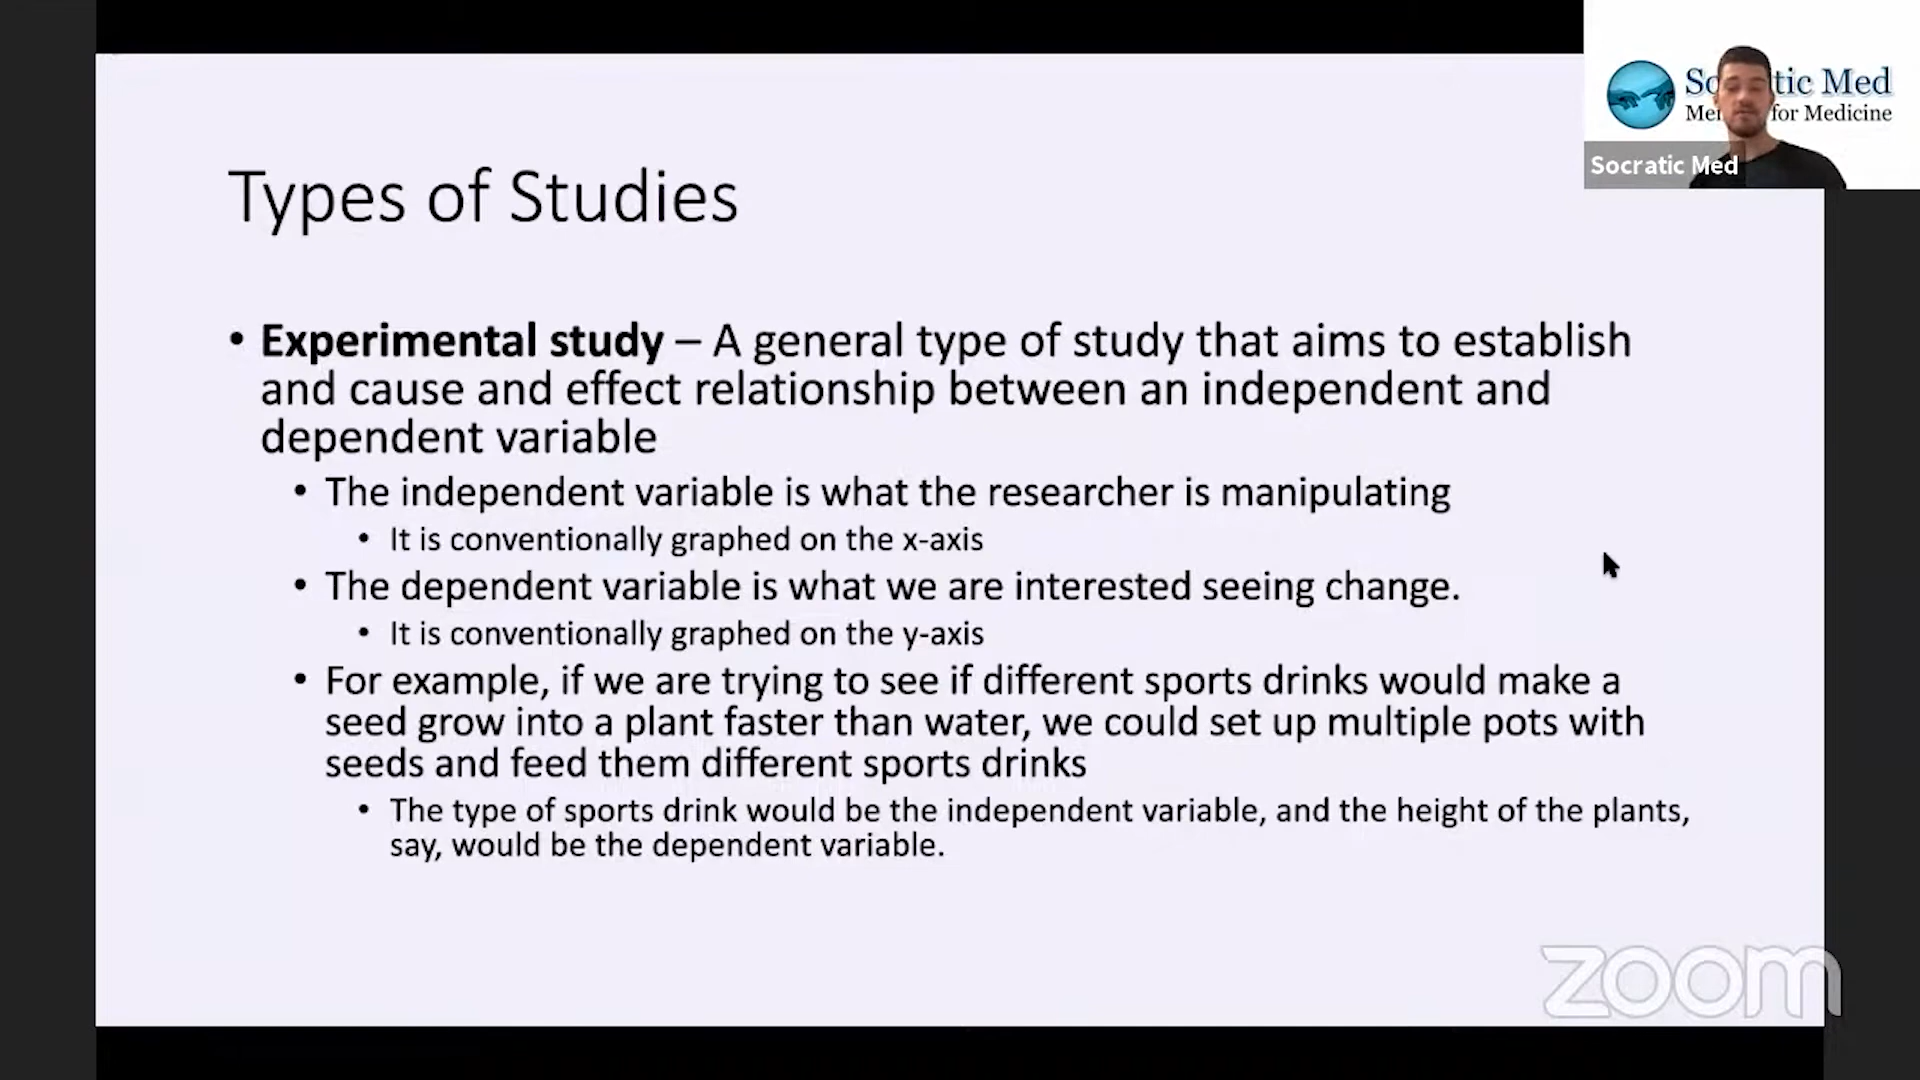 Socratic Med
Types of Studies
• Experimental study – A general type of study that aims to establish
and cause and effect relationship between an independent and
dependent variable
• The independent variable is what the researcher is manipulating
• It is conventionally graphed on the x-axis
• The dependent variable is what we are interested seeing change.
• It is conventionally graphed on the y-axis
• For example, if we are trying to see if different sports drinks would make a
seed grow into a plant faster than water, we could set up multiple pots with
seeds and feed them different sports drinks
• The type of sports drink would be the independent variable, and the height of the plants,
say, would be the dependent variable.
Med
for Medicine
zoom